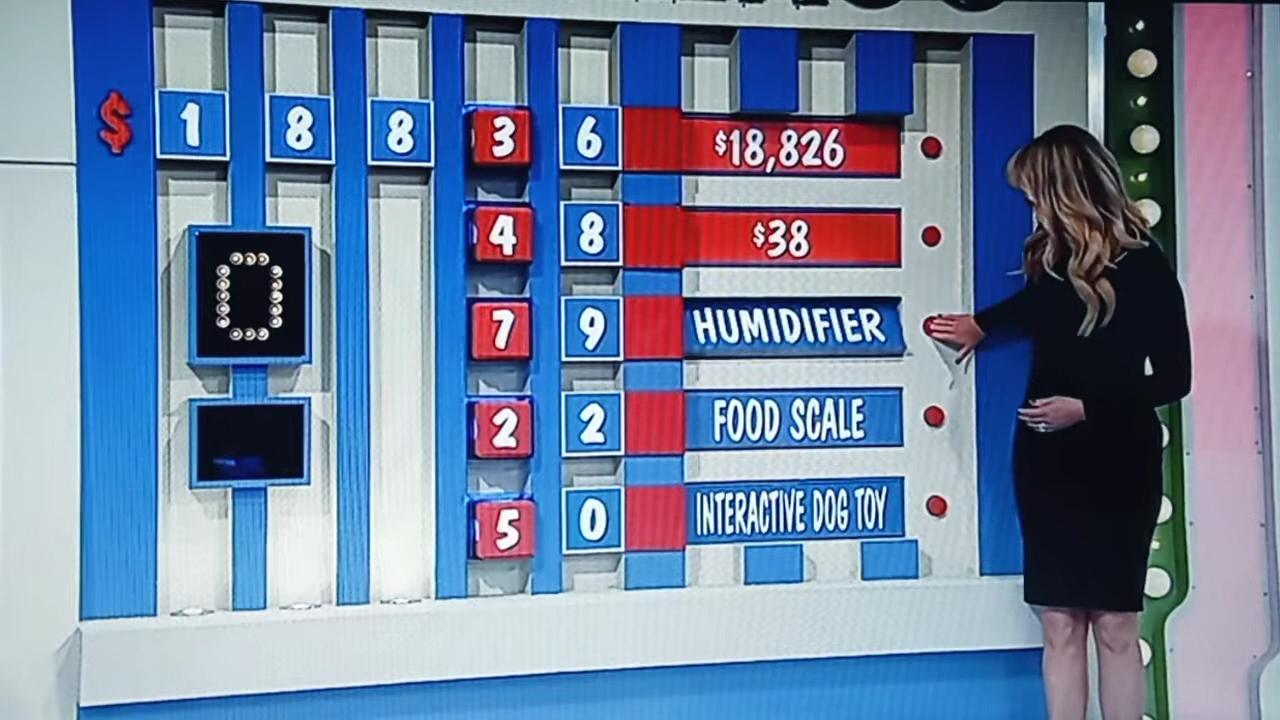 $ 1 8 8 3 6 $18,826
4 8 $38
0
7 9 HUMIDIFIER
2 2 FOOD SCALE
5 0 INTERACTIVE DOG TOY